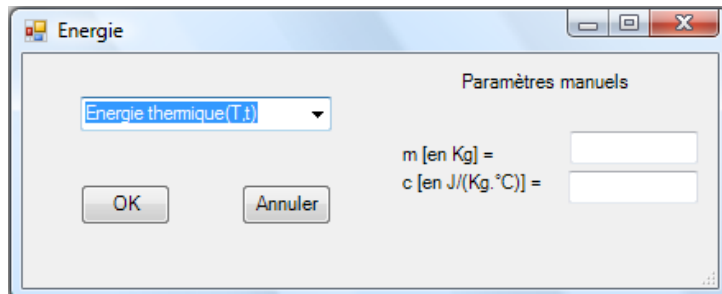 Energie
Paramètres manuels
Energie thermique(T,t)
m [en Kg] =
c [en J/(Kg.°C)] =
OK
Annuler